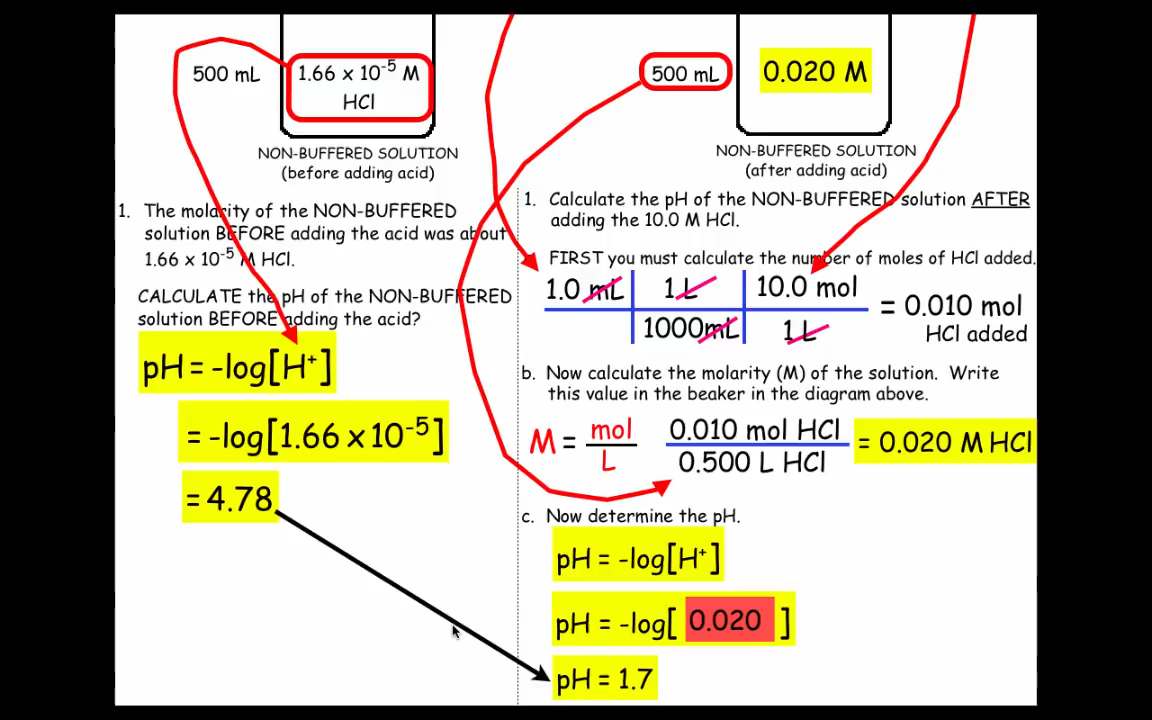 500 mL
1.66 x 10⁻⁵ M
HCl
NON-BUFFERED SOLUTION
(before adding acid)
1. The molarity of the NON-BUFFERED
solution BEFORE adding the acid was about
1.66 x 10⁻⁵ M HCl.
CALCULATE the pH of the NON-BUFFERED
solution BEFORE adding the acid?
pH = -log[H⁺]
= -log[1.66 x 10⁻⁵]
= 4.78
500 mL
0.020 M
NON-BUFFERED SOLUTION
(after adding acid)
1. Calculate the pH of the NON-BUFFERED solution AFTER
adding the 10.0 M HCl.
a. FIRST you must calculate the number of moles of HCl added.
1.0 mL 1 L 10.0 mol
1000mL 1 L
= 0.010 mol
HCl added
b. Now calculate the molarity (M) of the solution. Write
this value in the beaker in the diagram above.
M = mol
L
0.010 mol HCl
0.500 L HCl
= 0.020 M HCl
c. Now determine the pH.
pH = -log[H⁺]
pH = -log[ 0.020 ]
pH = 1.7